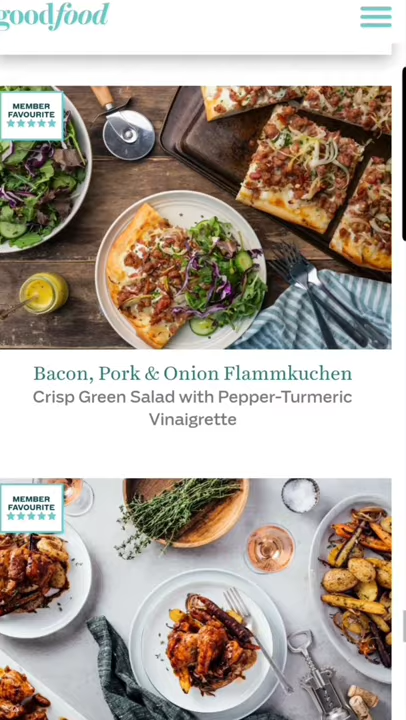 goodfood
MEMBER
FAVOURITE
Bacon, Pork & Onion Flammkuchen
Crisp Green Salad with Pepper-Turmeric
Vinaigrette
MEMBER
FAVOURITE